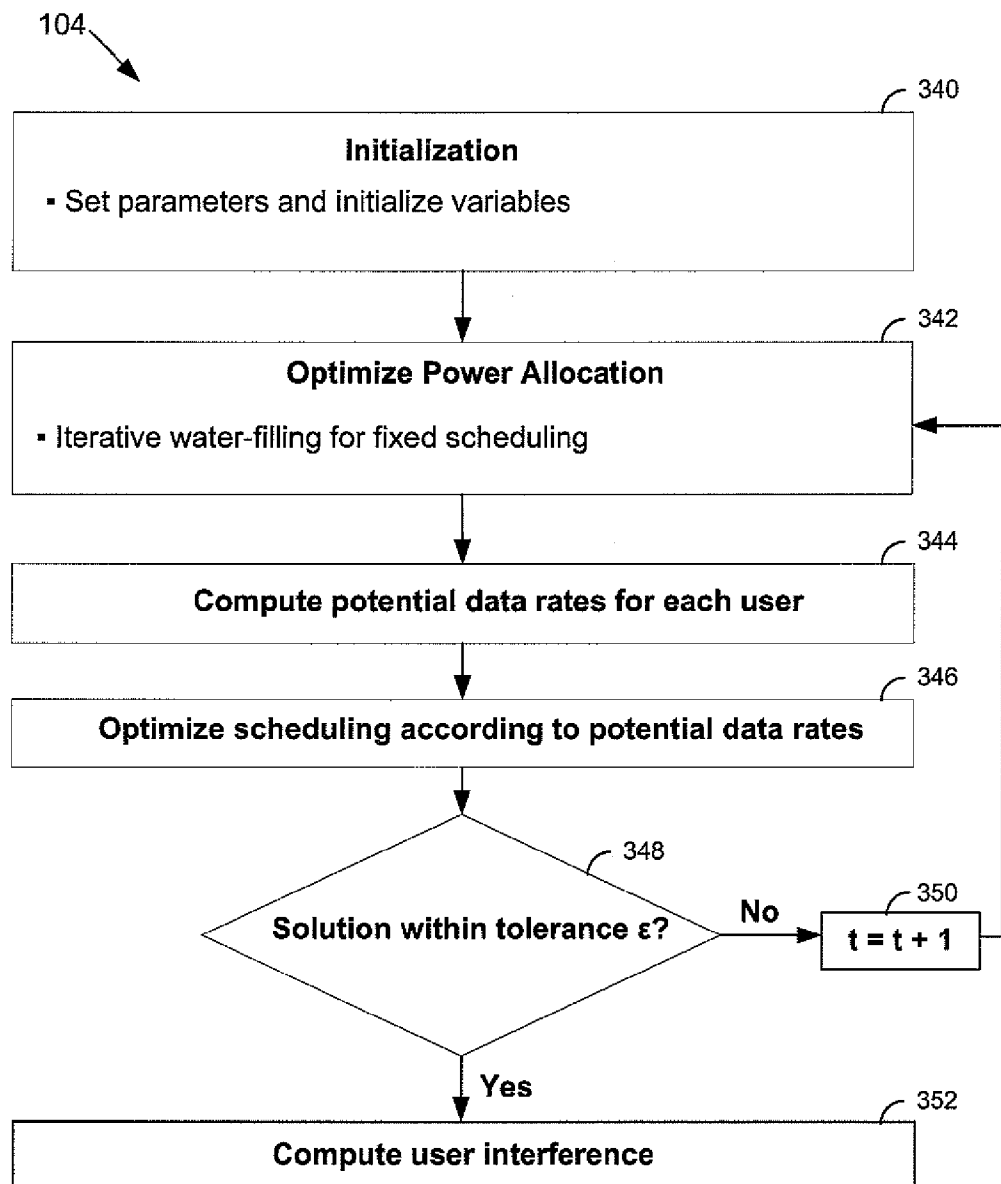 104
340
Initialization
▪ Set parameters and initialize variables
342
Optimize Power Allocation
▪ Iterative water-filling for fixed scheduling
344
Compute potential data rates for each user
346
Optimize scheduling according to potential data rates
348
Solution within tolerance ε?
No
350
t = t + 1
Yes
352
Compute user interference